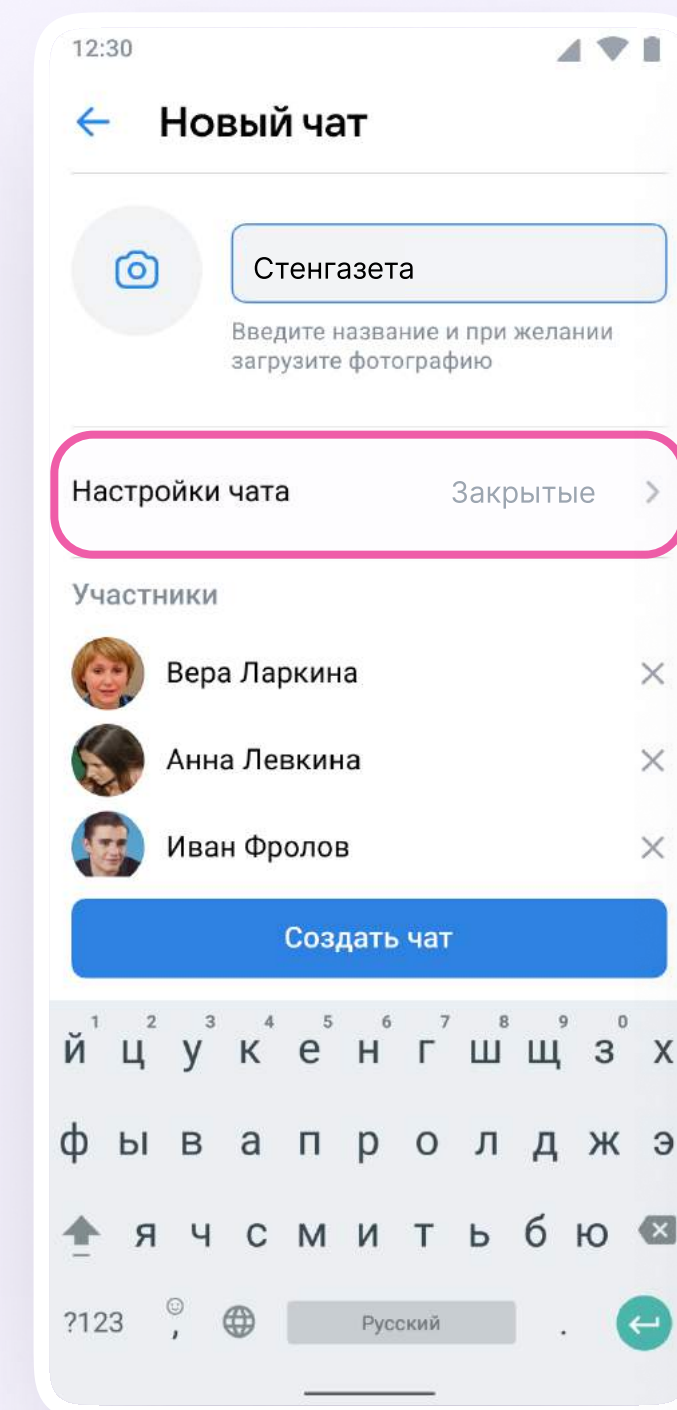 12:30
Новый чат
Стенгазета
Введите название и при желании
загрузите фотографию
Настройки чата Закрытые
Участники
Вера Ларкина
Анна Левкина
Иван Фролов
Создать чат
1 2 3 4 5 6 7 8 9 0
й ц у к е н г ш щ з х
ф ы в а п р о л д ж э
я ч с м и т ь б ю
?123 , Русский .